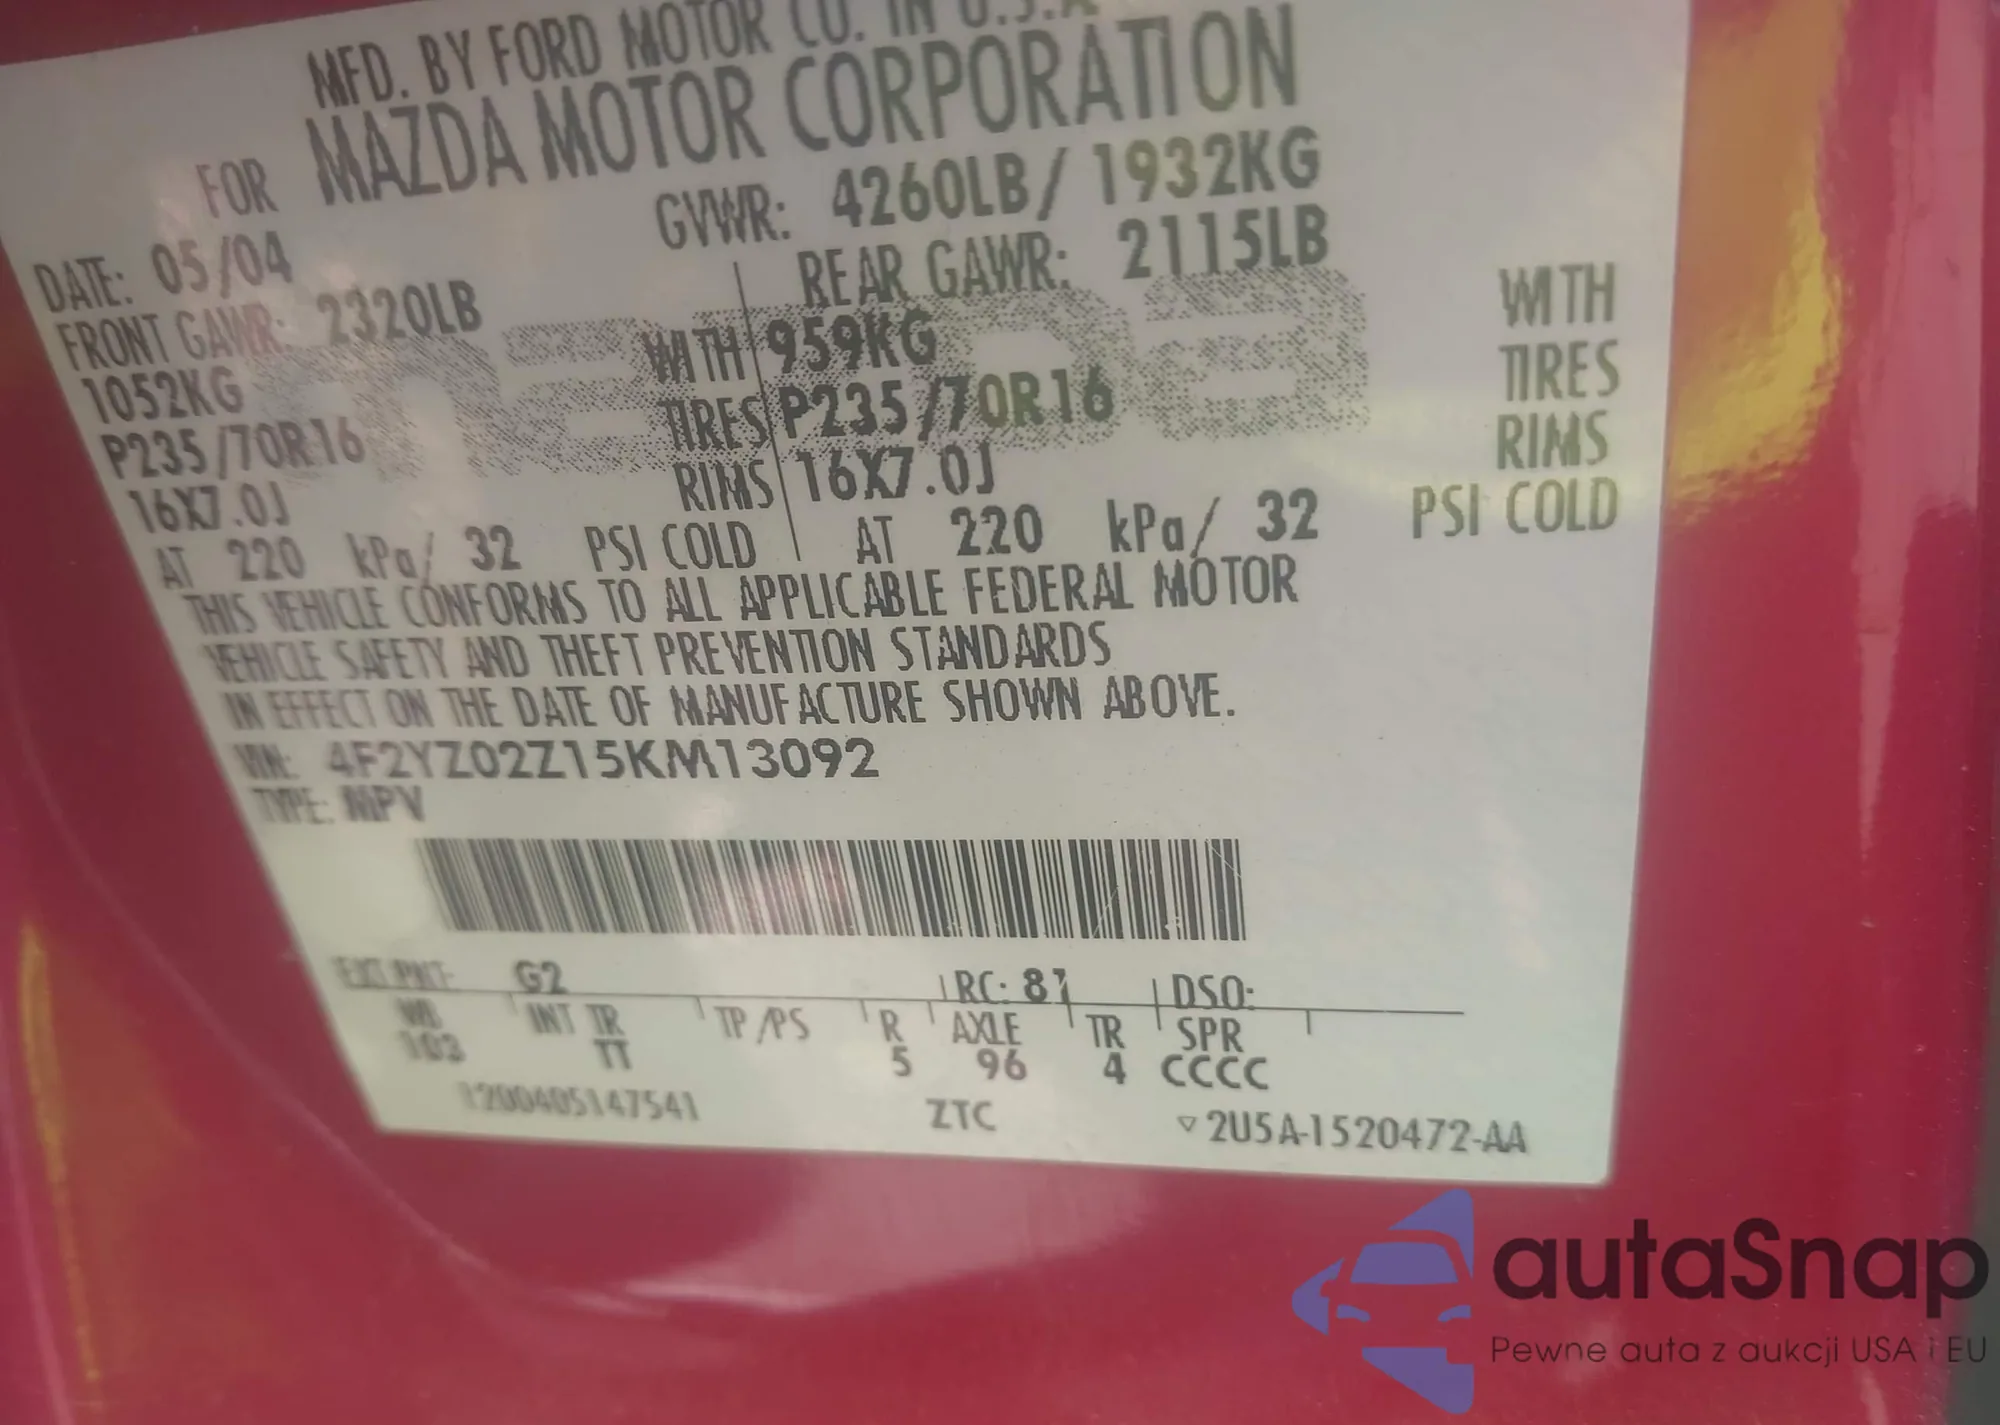 MFD. BY FORD MOTOR CO. IN U.S.A
FOR MAZDA MOTOR CORPORATION
DATE: 05/04 GVWR: 4260LB/ 1932KG
FRONT GAWR: 2320LB REAR GAWR: 2115LB
1052KG WITH 959KG WITH
P235/70R16 TIRES P235/70R16 TIRES
16X7.0J RIMS 16X7.0J RIMS
AT 220 kPa/ 32 PSI COLD AT 220 kPa/ 32 PSI COLD
THIS VEHICLE CONFORMS TO ALL APPLICABLE FEDERAL MOTOR
VEHICLE SAFETY AND THEFT PREVENTION STANDARDS
IN EFFECT ON THE DATE OF MANUFACTURE SHOWN ABOVE.
VIN: 4F2YZ02Z15KM13092
TYPE: MPV
EXT PNT: G2 RC: 81 DSO:
WB INT TR TP/PS R AXLE TR SPR
103 TT 5 96 4 CCCC
1200405147541 ZTC ▽2U5A-1520472-AA
autaSnap
Pewne auta z aukcji USA i EU